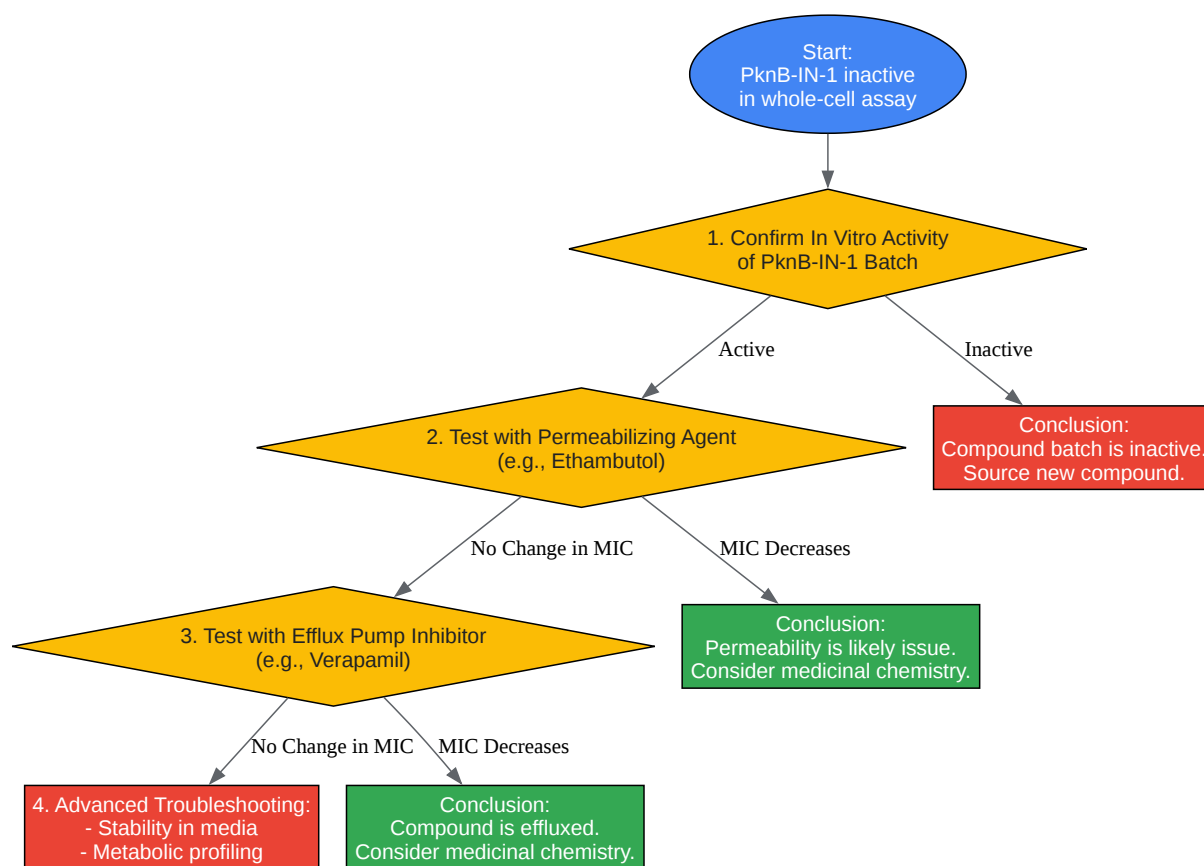 Start:
PknB-IN-1 inactive
in whole-cell assay
1. Confirm In Vitro Activity
of PknB-IN-1 Batch
Active
Inactive
2. Test with Permeabilizing Agent
(e.g., Ethambutol)
Conclusion:
Compound batch is inactive.
Source new compound.
No Change in MIC
MIC Decreases
3. Test with Efflux Pump Inhibitor
(e.g., Verapamil)
Conclusion:
Permeability is likely issue.
Consider medicinal chemistry.
No Change in MIC
MIC Decreases
4. Advanced Troubleshooting:
- Stability in media
- Metabolic profiling
Conclusion:
Compound is effluxed.
Consider medicinal chemistry.